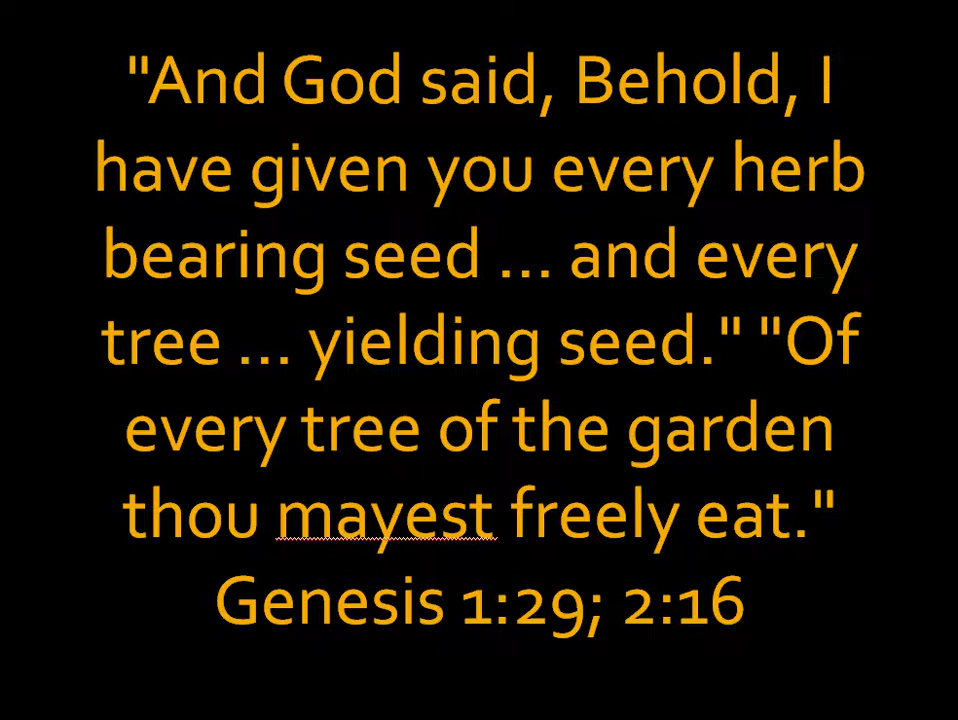 "And God said, Behold, I
have given you every herb
bearing seed ... and every
tree ... yielding seed." "Of
every tree of the garden
thou mayest freely eat."
Genesis 1:29; 2:16